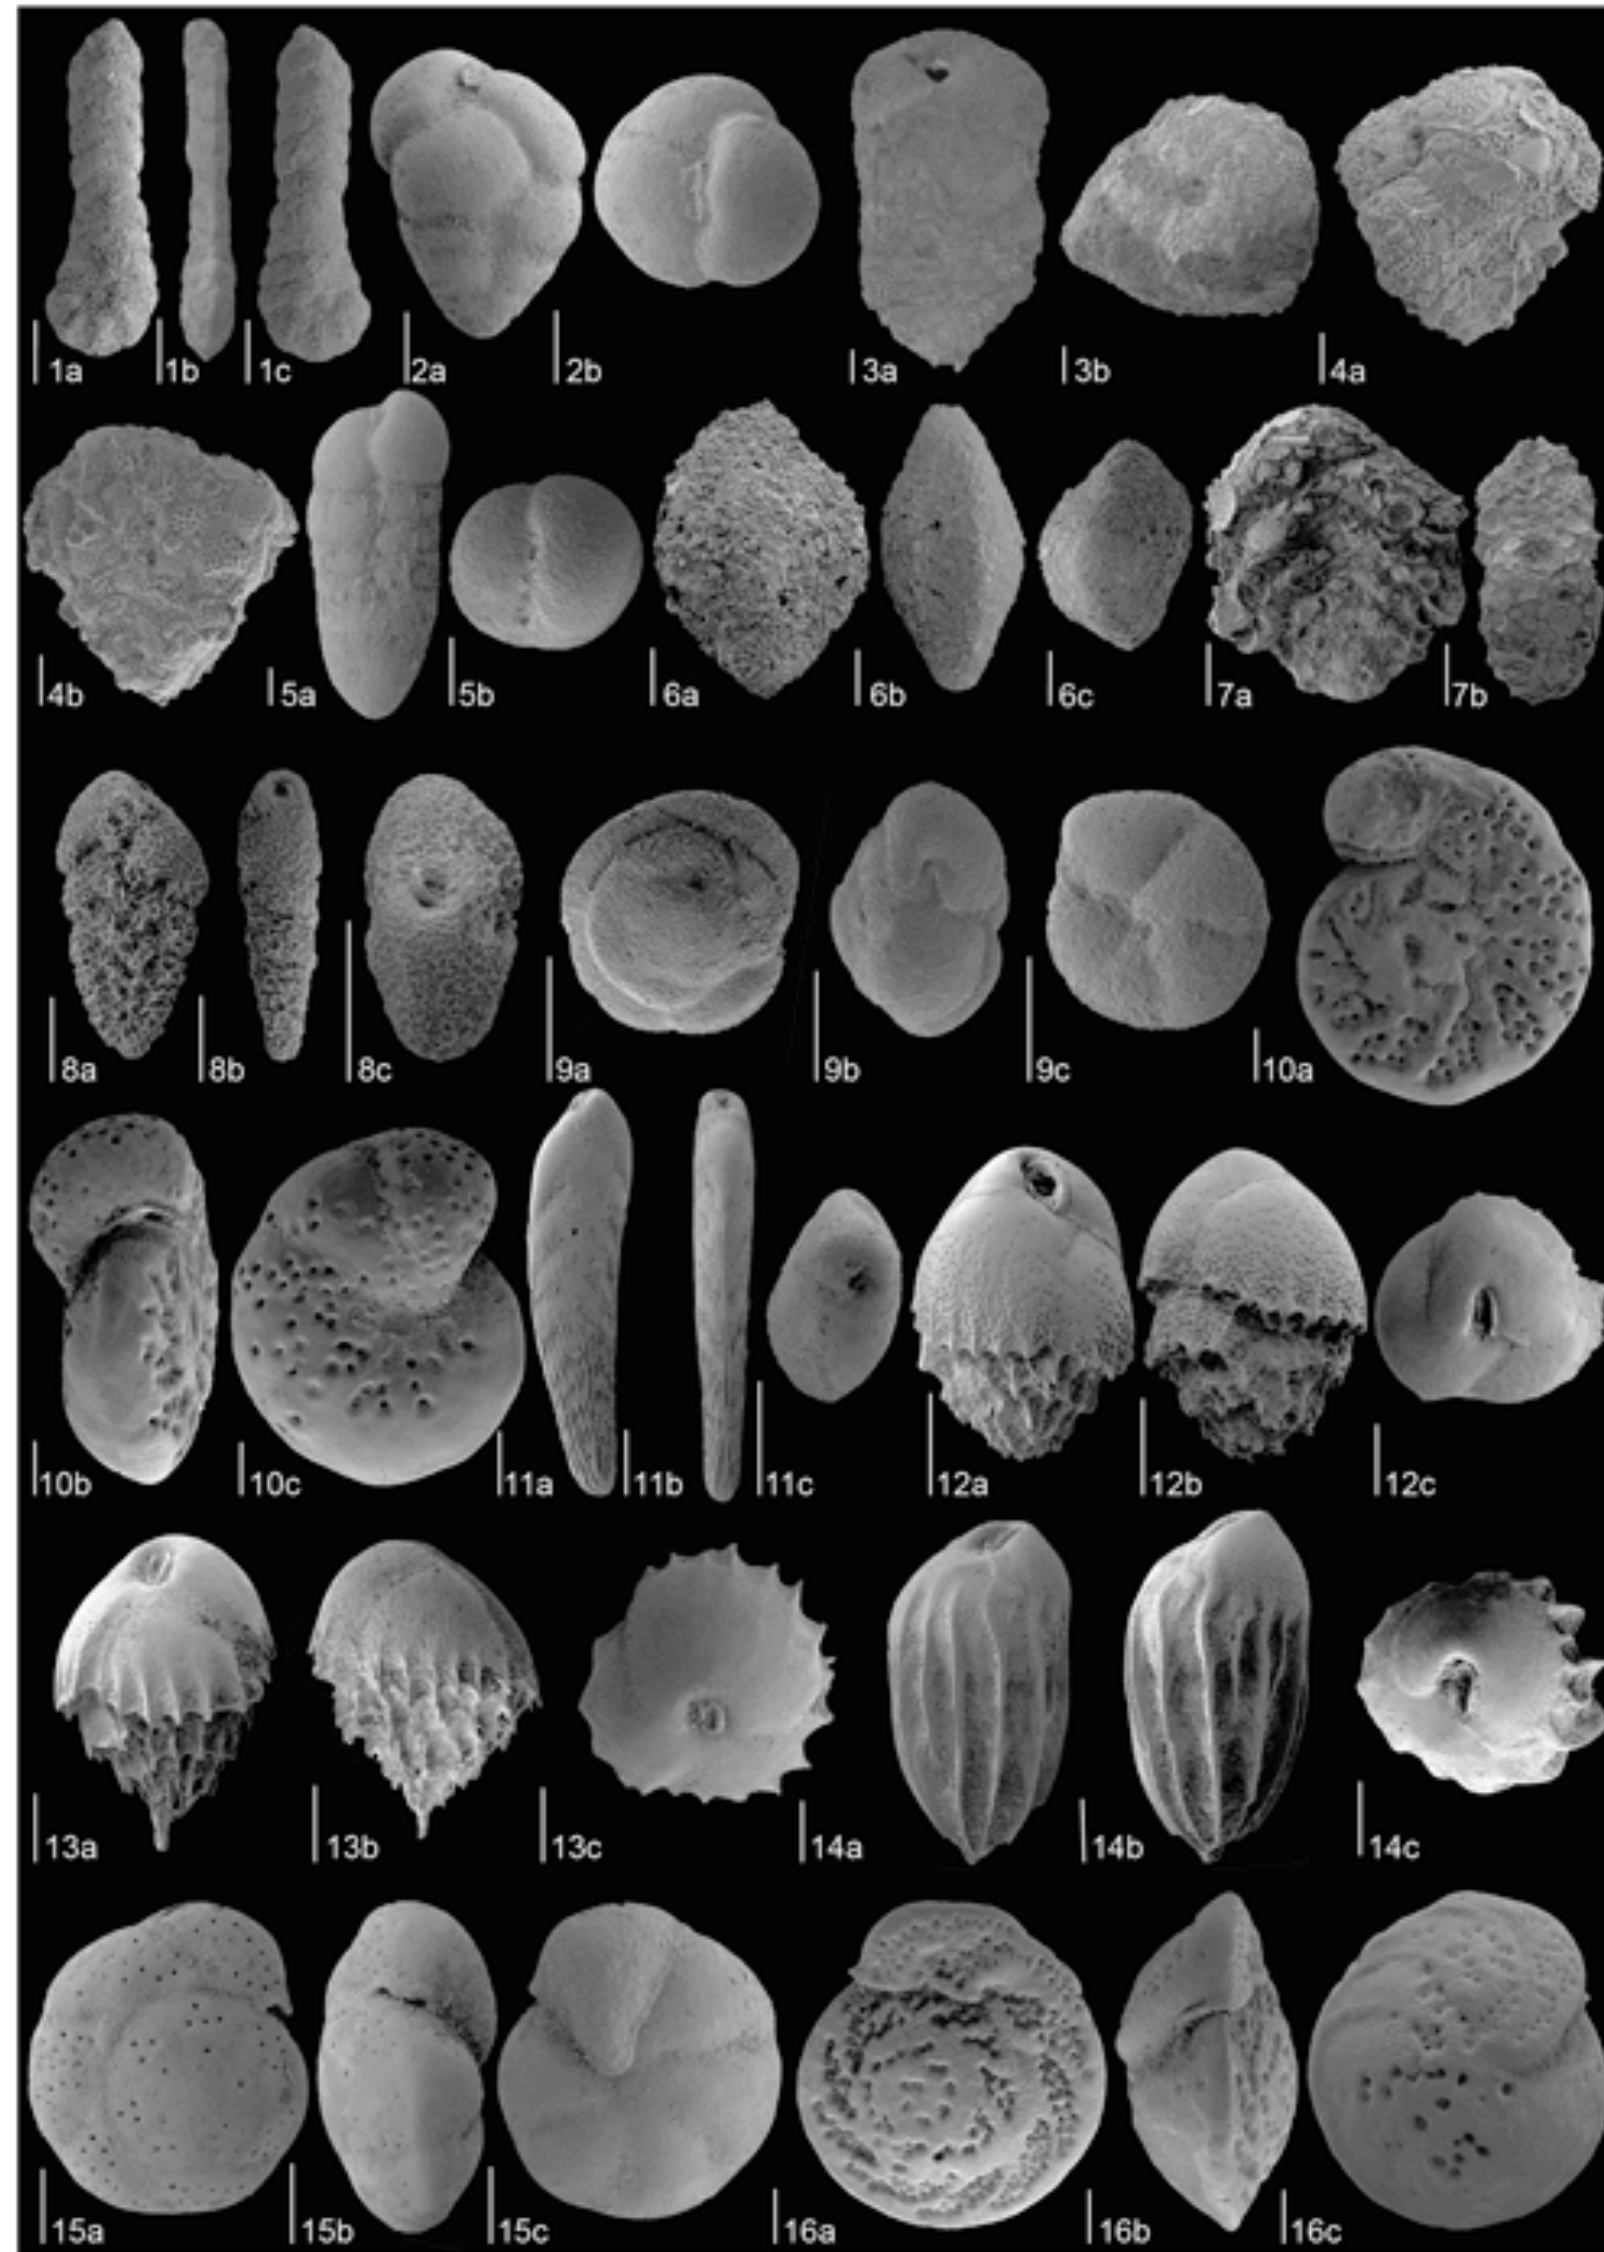 1a 1b 1c 2a 2b 3a 3b 4a
4b 5a 5b 6a 6b 6c 7a 7b
8a 8b 8c 9a 9b 9c 10a
10b 10c 11a 11b 11c 12a 12b 12c
13a 13b 13c 14a 14b 14c
15a 15b 15c 16a 16b 16c